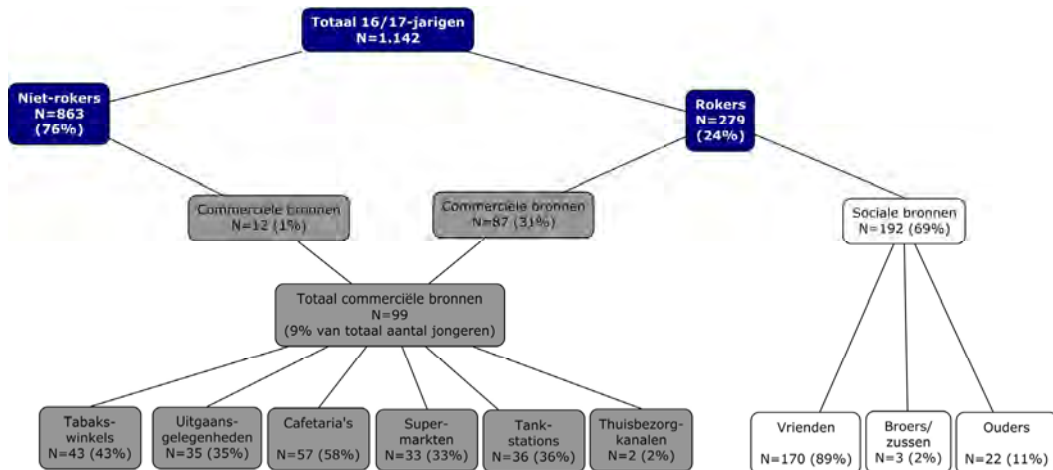 Totaal 16/17-jarigen
N=1.142
Niet-rokers
N=863
(76%)
Rokers
N=279
(24%)
Commerciële bronnen
N=12 (1%)
Commerciële bronnen
N=87 (31%)
Sociale bronnen
N=192 (69%)
Totaal commerciële bronnen
N=99
(9% van totaal aantal jongeren)
Tabaks-
winkels
N=43 (43%)
Uitgaans-
gelegenheden
N=35 (35%)
Cafetaria's
N=57 (58%)
Super-
markten
N=33 (33%)
Tank-
stations
N=36 (36%)
Thuisbezorg-
kanalen
N=2 (2%)
Vrienden
N=170 (89%)
Broers/
zussen
N=3 (2%)
Ouders
N=22 (11%)